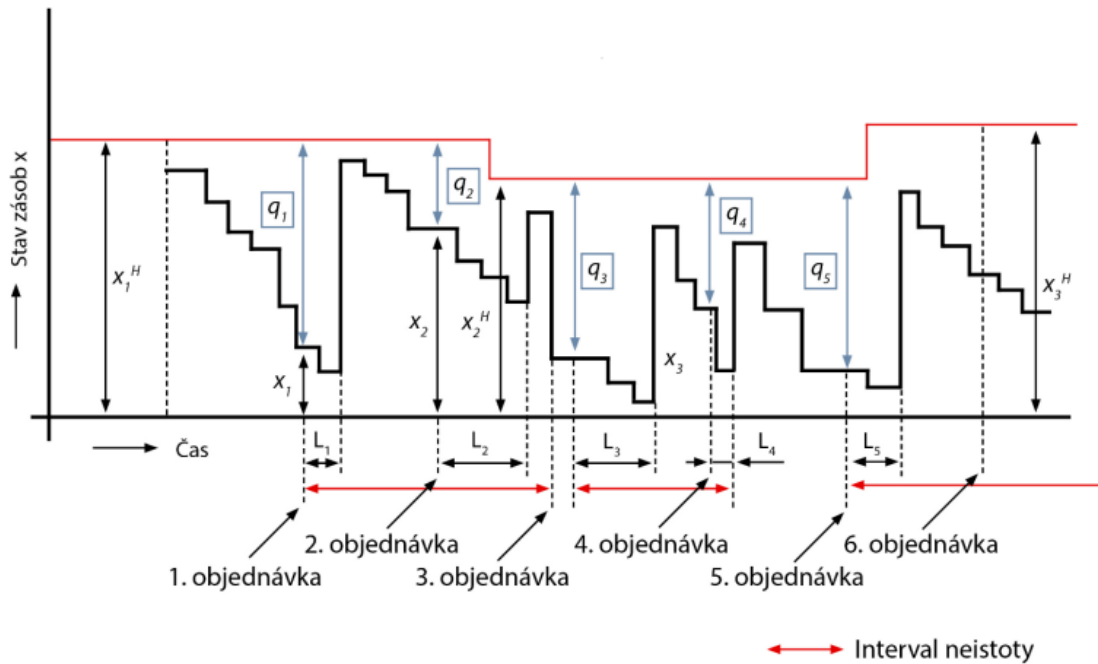 Stav zásob x
x₁ᴴ
q₁
x₁
q₂
x₂
x₂ᴴ
q₃
x₃
q₄
q₅
x₃ᴴ
Čas
L₁
L₂
L₃
L₄
L₅
1. objednávka
2. objednávka
3. objednávka
4. objednávka
5. objednávka
6. objednávka
Interval neistoty